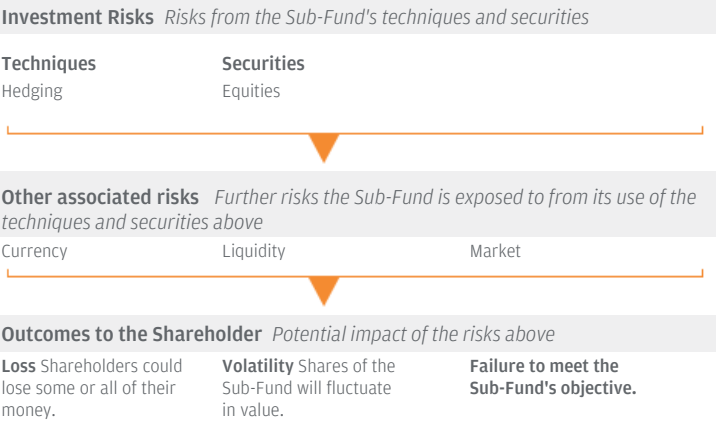 Investment Risks Risks from the Sub-Fund's techniques and securities
Techniques Securities
Hedging Equities
Other associated risks Further risks the Sub-Fund is exposed to from its use of the
techniques and securities above
Currency Liquidity Market
Outcomes to the Shareholder Potential impact of the risks above
Loss Shareholders could
lose some or all of their
money.
Volatility Shares of the
Sub-Fund will fluctuate
in value.
Failure to meet the
Sub-Fund's objective.